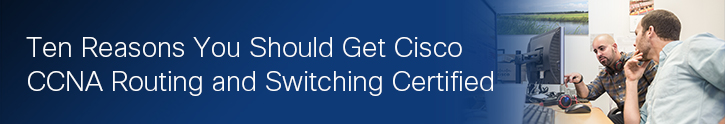 Ten Reasons You Should Get Cisco
CCNA Routing and Switching Certified